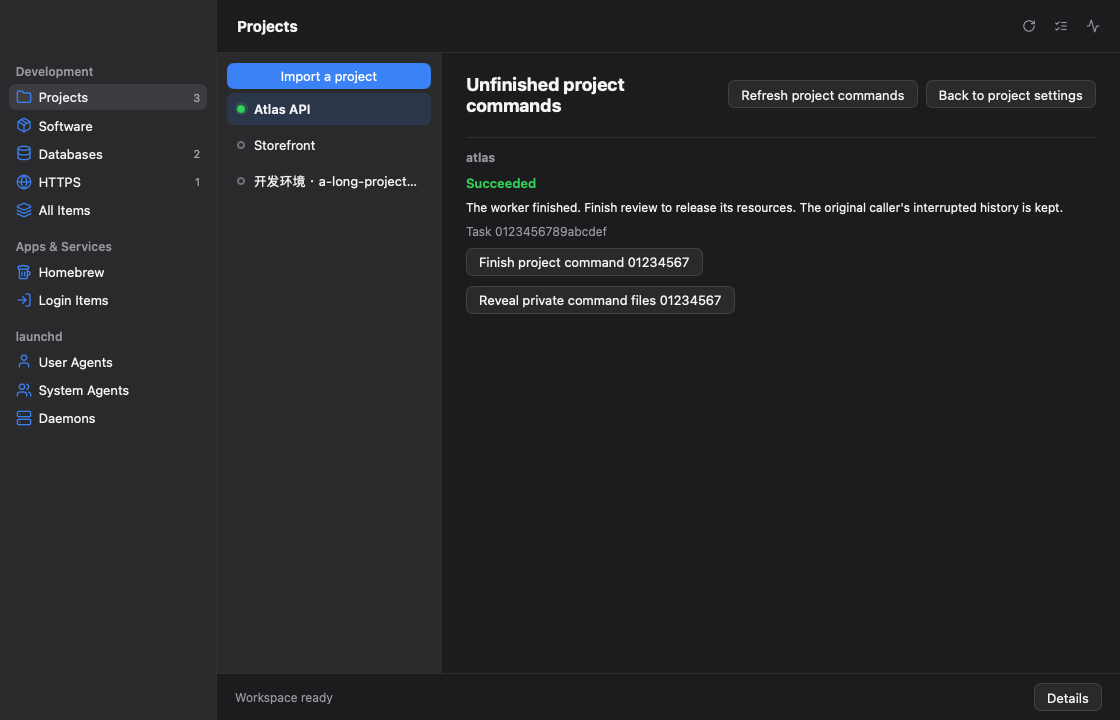 Projects
Development
Projects 3
Software
Databases 2
HTTPS 1
All Items
Apps & Services
Homebrew
Login Items
launchd
User Agents
System Agents
Daemons
Import a project
Atlas API
Storefront
开发环境 · a-long-project...
Unfinished project
commands
Refresh project commands
Back to project settings
atlas
Succeeded
The worker finished. Finish review to release its resources. The original caller's interrupted history is kept.
Task 0123456789abcdef
Finish project command 01234567
Reveal private command files 01234567
Workspace ready
Details